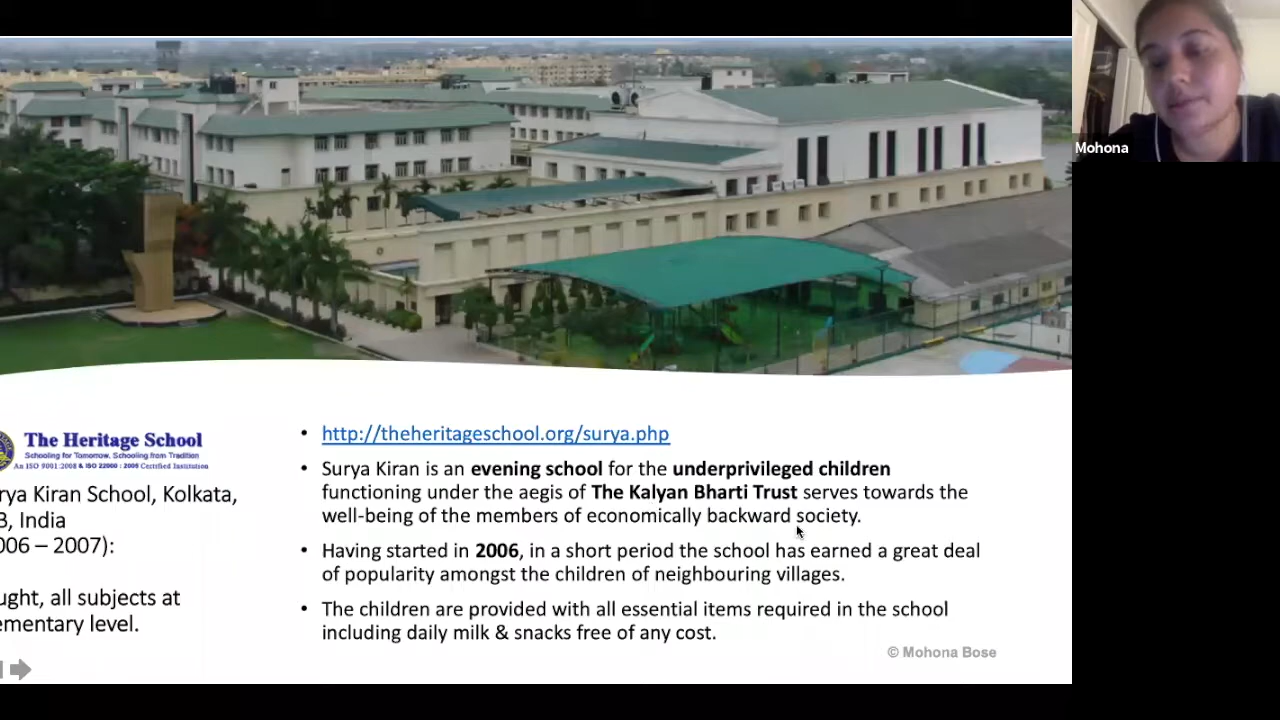 Mohona
The Heritage School
Schooling for Tomorrow, Schooling from Tradition
An ISO 9001:2008 & ISO 22000 : 2005 Certified Institution
rya Kiran School, Kolkata,
B, India
006 – 2007):
ught, all subjects at
ementary level.
• http://theheritageschool.org/surya.php
• Surya Kiran is an evening school for the underprivileged children
functioning under the aegis of The Kalyan Bharti Trust serves towards the
well-being of the members of economically backward society.
• Having started in 2006, in a short period the school has earned a great deal
of popularity amongst the children of neighbouring villages.
• The children are provided with all essential items required in the school
including daily milk & snacks free of any cost.
© Mohona Bose